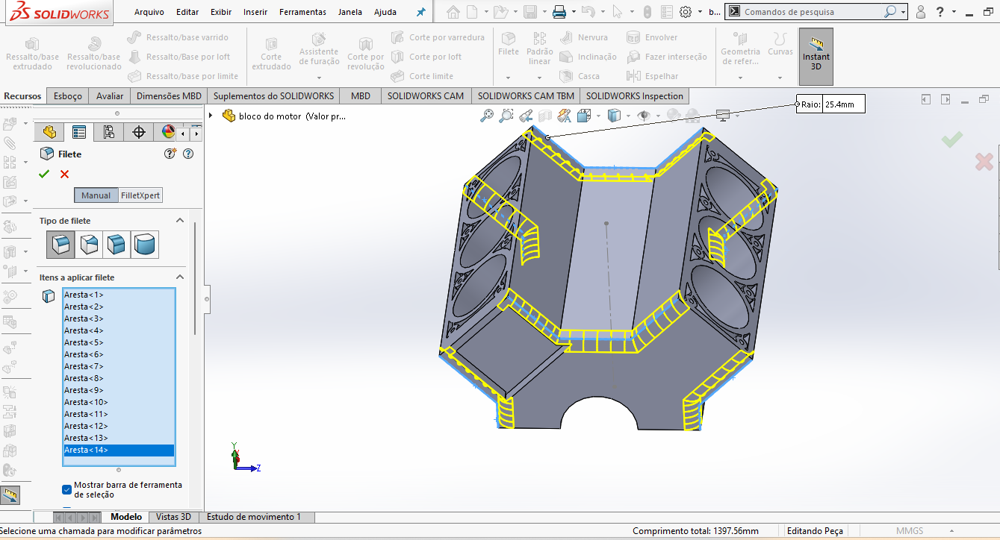 SOLIDWORKS
Arquivo Editar Exibir Inserir Ferramentas Janela Ajuda
b...
Comandos de pesquisa
Ressalto/base extrudado
Ressalto/base revolucionado
Ressalto/base varrido
Ressalto/Base por loft
Ressalto/base por limite
Corte extrudado
Assistente de furação
Corte por revolução
Corte por varredura
Corte por loft
Corte limite
Filete
Padrão linear
Nervura
Inclinação
Casca
Envolver
Fazer interseção
Espelhar
Geometria de refer...
Curvas
Instant 3D
Recursos Esboço Avaliar Dimensões MBD Suplementos do SOLIDWORKS MBD SOLIDWORKS CAM SOLIDWORKS CAM TBM SOLIDWORKS Inspection
bloco do motor (Valor pr...
Raio: 25.4mm
Filete
Manual FilletXpert
Tipo de filete
Itens a aplicar filete
Aresta<1>
Aresta<2>
Aresta<3>
Aresta<4>
Aresta<5>
Aresta<6>
Aresta<7>
Aresta<8>
Aresta<9>
Aresta<10>
Aresta<11>
Aresta<12>
Aresta<13>
Aresta<14>
Mostrar barra de ferramenta
de seleção
Y
Z
Modelo Vistas 3D Estudo de movimento 1
Selecione uma chamada para modificar parâmetros
Comprimento total: 1397.56mm
Editando Peça
MMGS